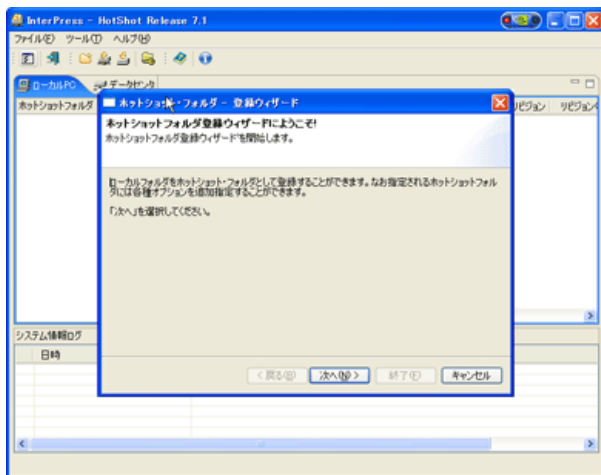 InterPress - HotShot Release 7.1
ファイル(F) ツール(T) ヘルプ(H)
ローカルPC データセンタ
ホットショットフォルダ
リビジョン リビジョン
ホットショット・フォルダー 登録ウィザード
ホットショットフォルダ登録ウィザードにようこそ!
ホットショットフォルダ登録ウィザードを開始します。
ローカルフォルダをホットショット・フォルダとして登録することができます。なお指定されるホットショットフォル
ダには各種オプションを追加指定することができます。
「次へ」を選択してください。
システム情報ログ
日時
< 戻る(B) 次へ(N) > 終了(F) キャンセル